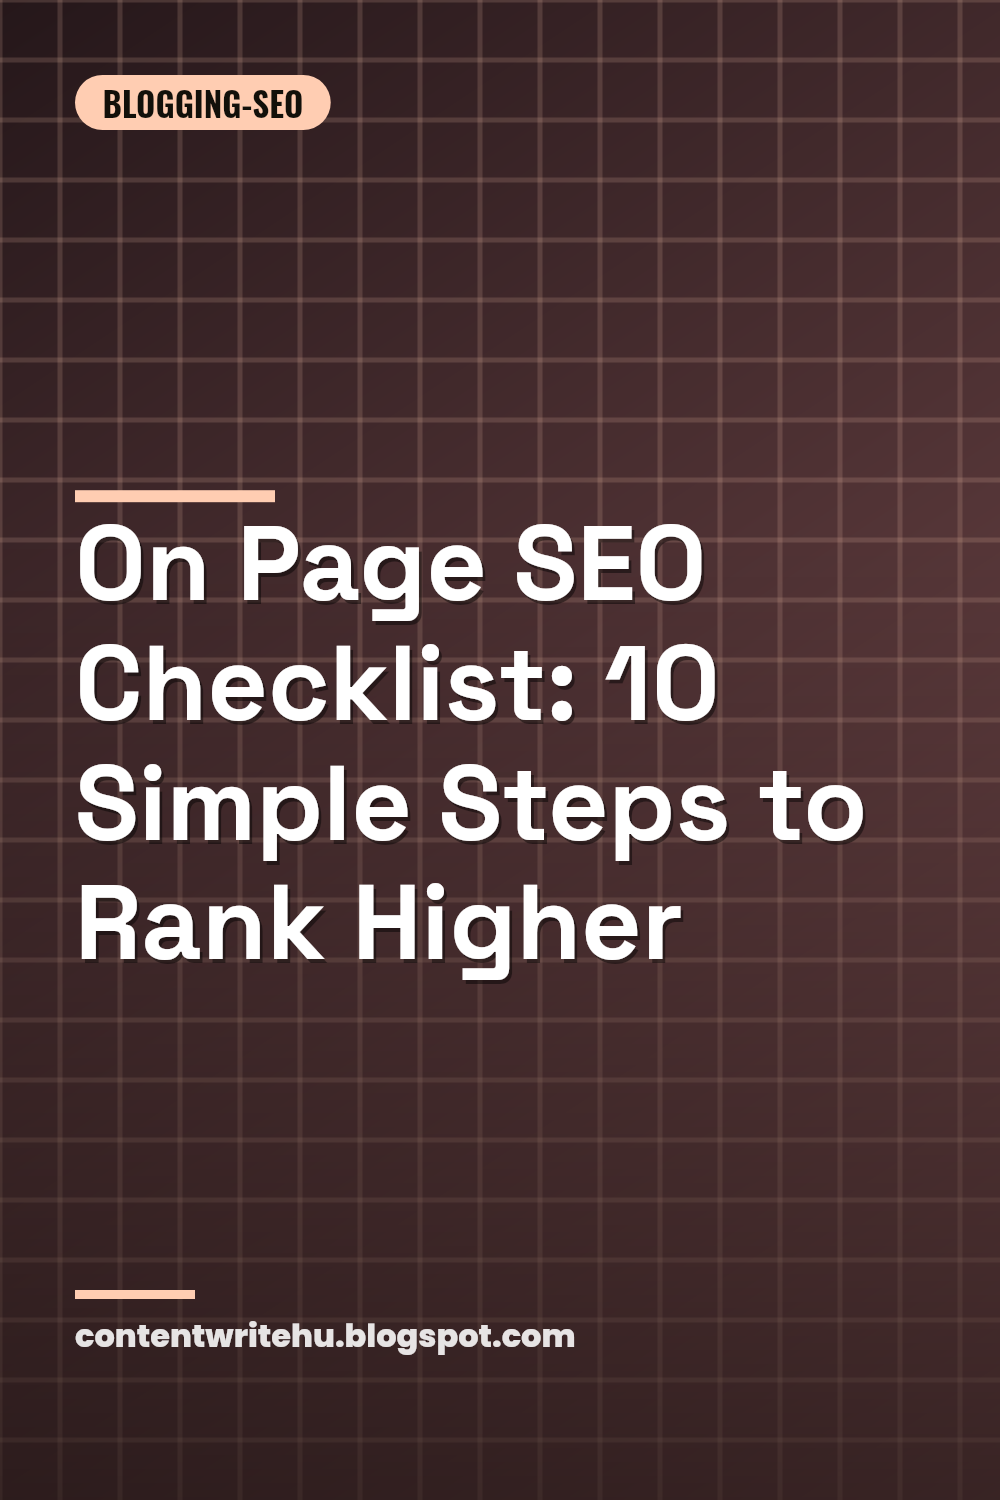 BLOGGING-SEO
On Page SEO
Checklist: 10
Simple Steps to
Rank Higher
contentwritehu.blogspot.com